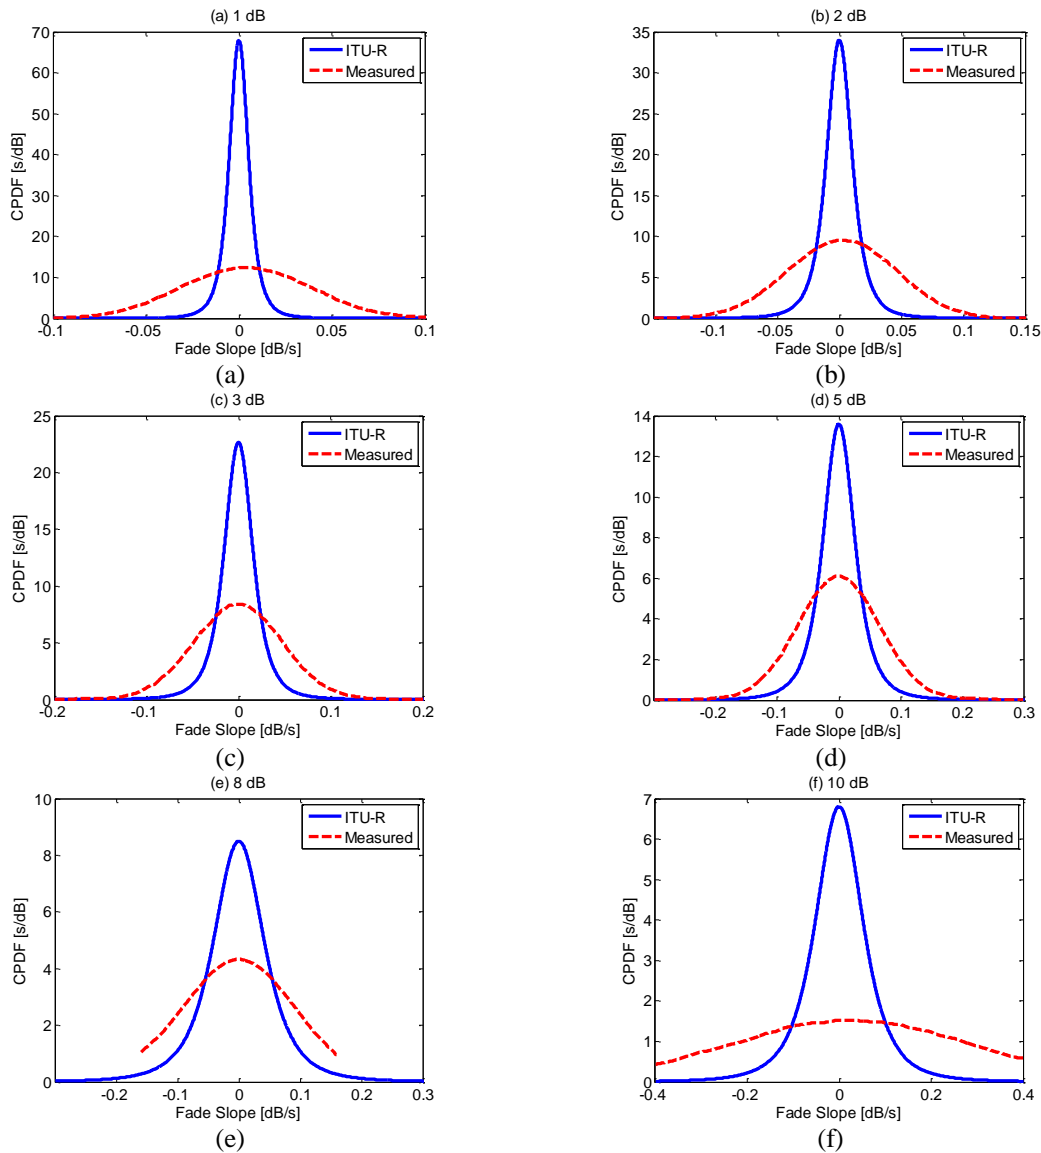 (a) 1 dB
70
60
50
40
30
20
10
0
-0.1
-0.05
0
0.05
0.1
CPDF [s/dB]
Fade Slope [dB/s]
ITU-R
Measured
(a)
(b) 2 dB
35
30
25
20
15
10
5
0
-0.1
-0.05
0
0.05
0.1
0.15
CPDF [s/dB]
Fade Slope [dB/s]
ITU-R
Measured
(b)
(c) 3 dB
25
20
15
10
5
0
-0.2
-0.1
0
0.1
0.2
CPDF [s/dB]
Fade Slope [dB/s]
ITU-R
Measured
(c)
(d) 5 dB
14
12
10
8
6
4
2
0
-0.2
-0.1
0
0.1
0.2
0.3
CPDF [s/dB]
Fade Slope [dB/s]
ITU-R
Measured
(d)
(e) 8 dB
10
8
6
4
2
0
-0.2
-0.1
0
0.1
0.2
0.3
CPDF [s/dB]
Fade Slope [dB/s]
ITU-R
Measured
(e)
(f) 10 dB
7
6
5
4
3
2
1
0
-0.4
-0.2
0
0.2
0.4
CPDF [s/dB]
Fade Slope [dB/s]
ITU-R
Measured
(f)